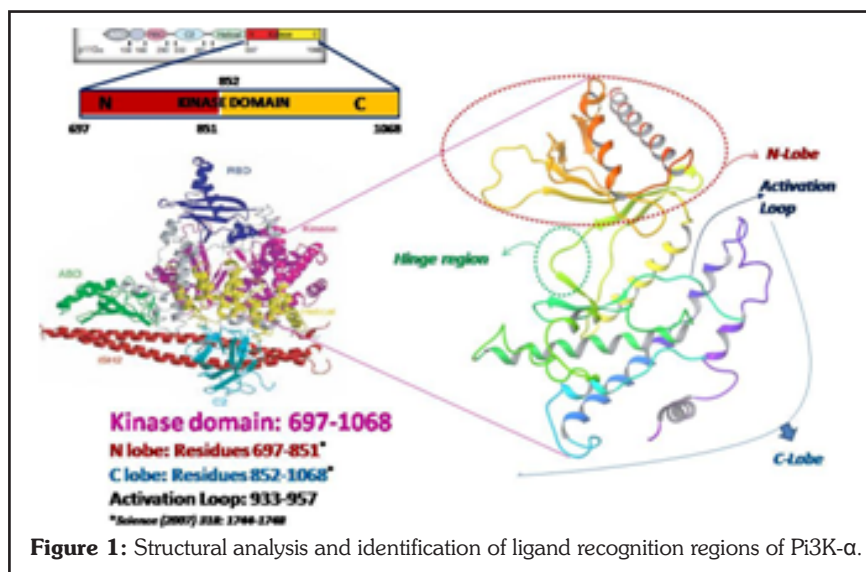 852
N KINASE DOMAIN C
697 851 1068
RBD
Kinase
ABD
iSH2
C2
N-Lobe
Activation
Loop
Hinge region
C-Lobe
Kinase domain: 697-1068
N lobe: Residues 697-851*
C lobe: Residues 852-1068*
Activation Loop: 933-957
*Science (2007) 318: 1744-1748
Figure 1: Structural analysis and identification of ligand recognition regions of Pi3K-α.